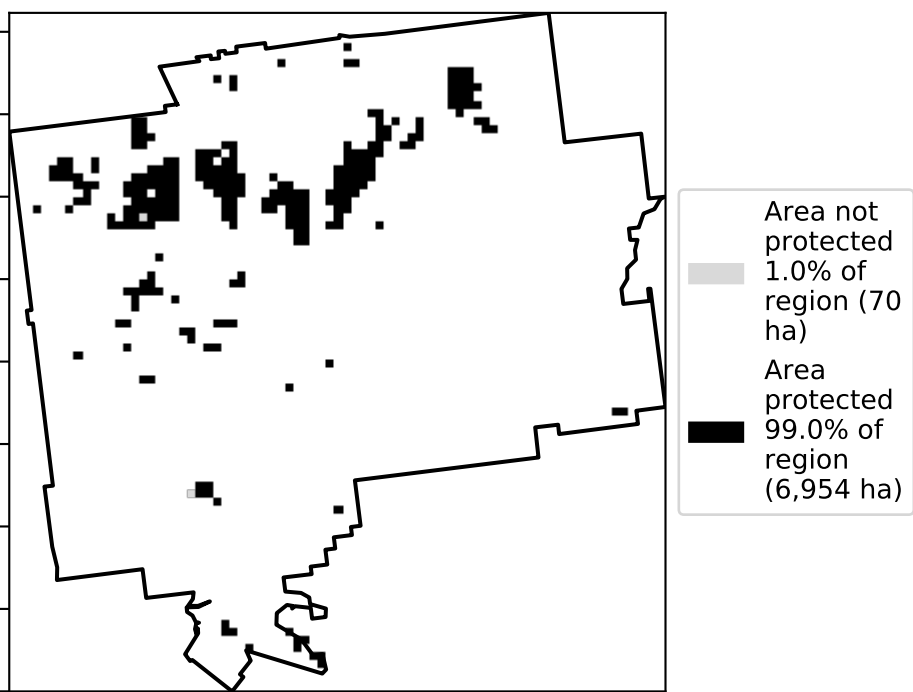 Area not
protected
1.0% of
region (70
ha)
Area
protected
99.0% of
region
(6,954 ha)